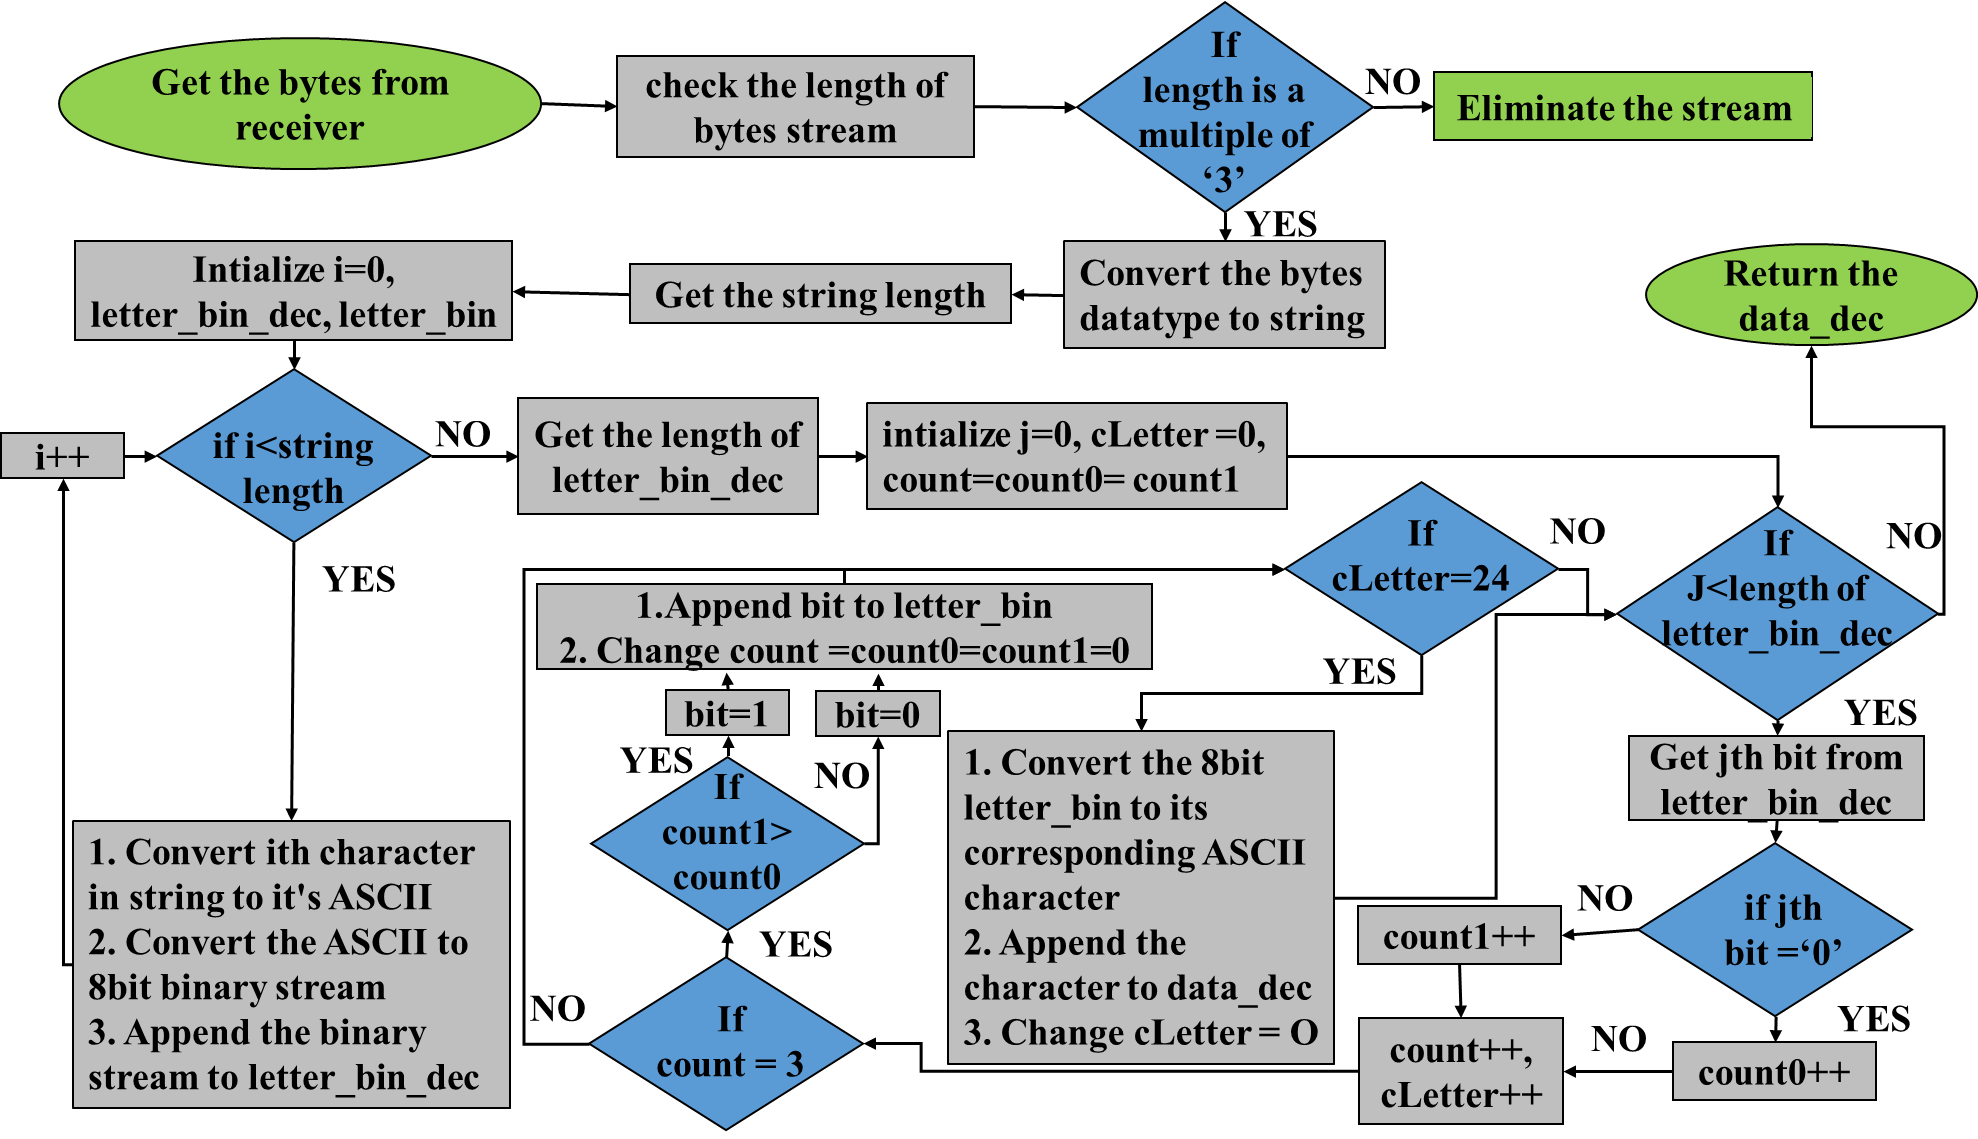 Get the bytes from
receiver
check the length of
bytes stream
If
length is a
multiple of
‘3’
NO
Eliminate the stream
YES
Convert the bytes
datatype to string
Get the string length
Intialize i=0,
letter_bin_dec, letter_bin
Return the
data_dec
i++
if i<string
length
NO
YES
Get the length of
letter_bin_dec
intialize j=0, cLetter =0,
count=count0= count1
If
J<length of
letter_bin_dec
NO
YES
If
cLetter=24
NO
YES
1.Append bit to letter_bin
2. Change count =count0=count1=0
bit=1
bit=0
YES
NO
If
count1>
count0
YES
If
count = 3
NO
1. Convert ith character
in string to it's ASCII
2. Convert the ASCII to
8bit binary stream
3. Append the binary
stream to letter_bin_dec
1. Convert the 8bit
letter_bin to its
corresponding ASCII
character
2. Append the
character to data_dec
3. Change cLetter = O
Get jth bit from
letter_bin_dec
if jth
bit =‘0’
NO
YES
count1++
count0++
NO
count++,
cLetter++